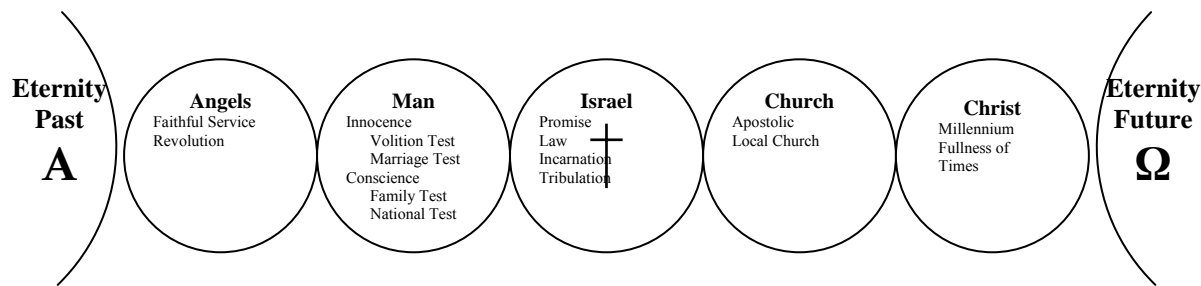 Eternity
Past
Α
Angels
Faithful Service
Revolution
Man
Innocence
Volition Test
Marriage Test
Conscience
Family Test
National Test
Israel
Promise
Law
Incarnation
Tribulation
Church
Apostolic
Local Church
Christ
Millennium
Fullness of
Times
Eternity
Future
Ω